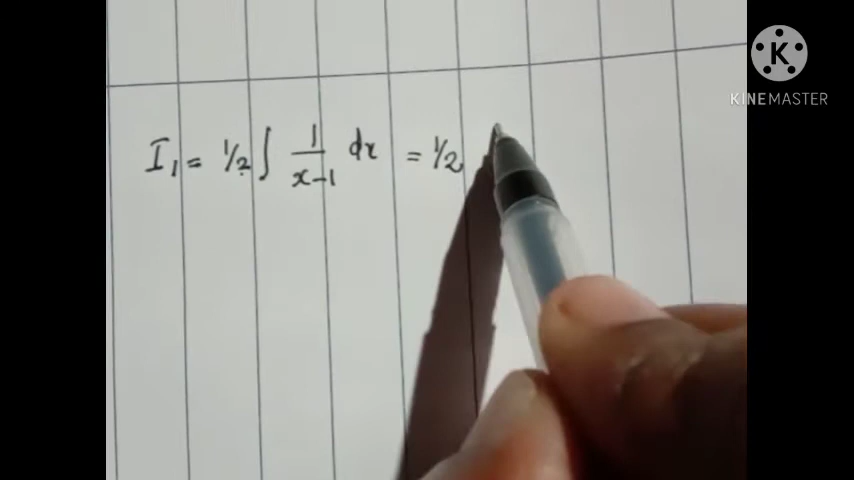 K
KINEMASTER
I₁ = 1/2 ∫ 1/(x-1) dx = 1/2